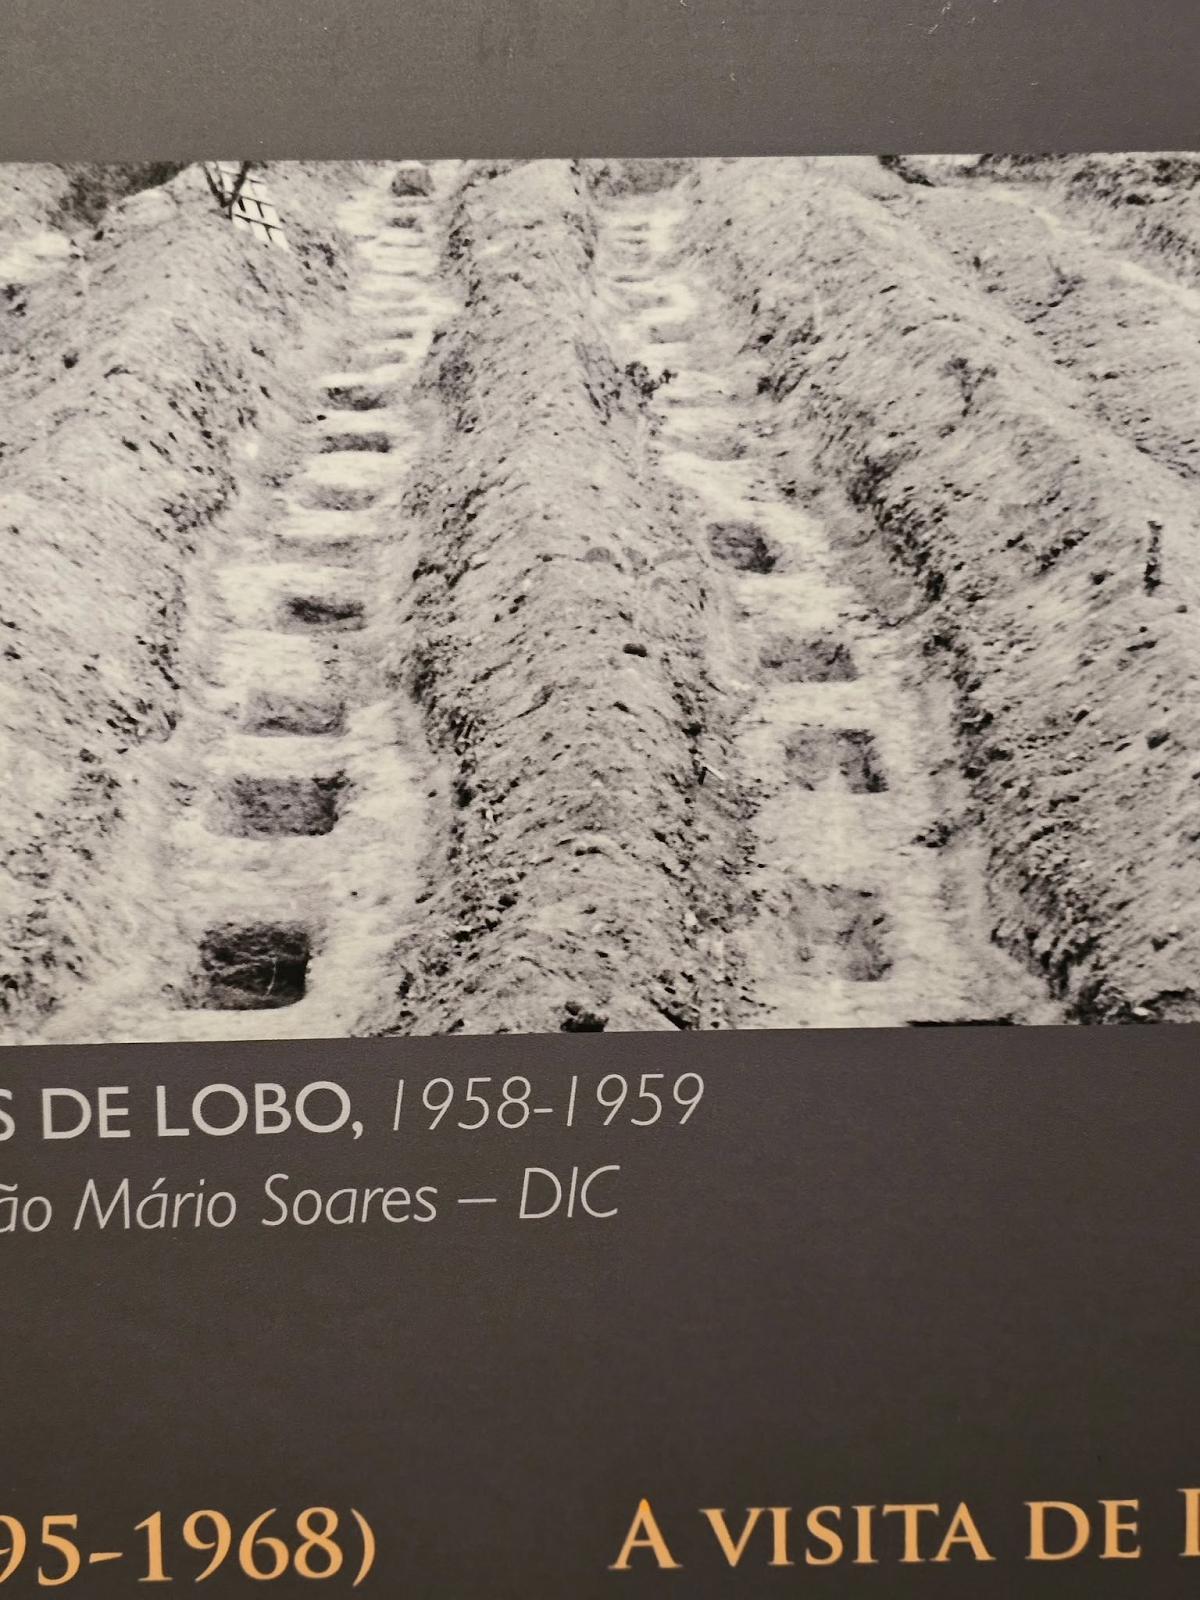 S DE LOBO, 1958-1959
ão Mário Soares – DIC
95-1968)
A VISITA DE